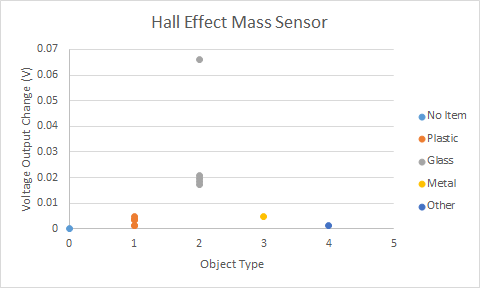 Hall Effect Mass Sensor
Voltage Output Change (V)
0.07
0.06
0.05
0.04
0.03
0.02
0.01
0
0 1 2 3 4 5
Object Type
No Item
Plastic
Glass
Metal
Other